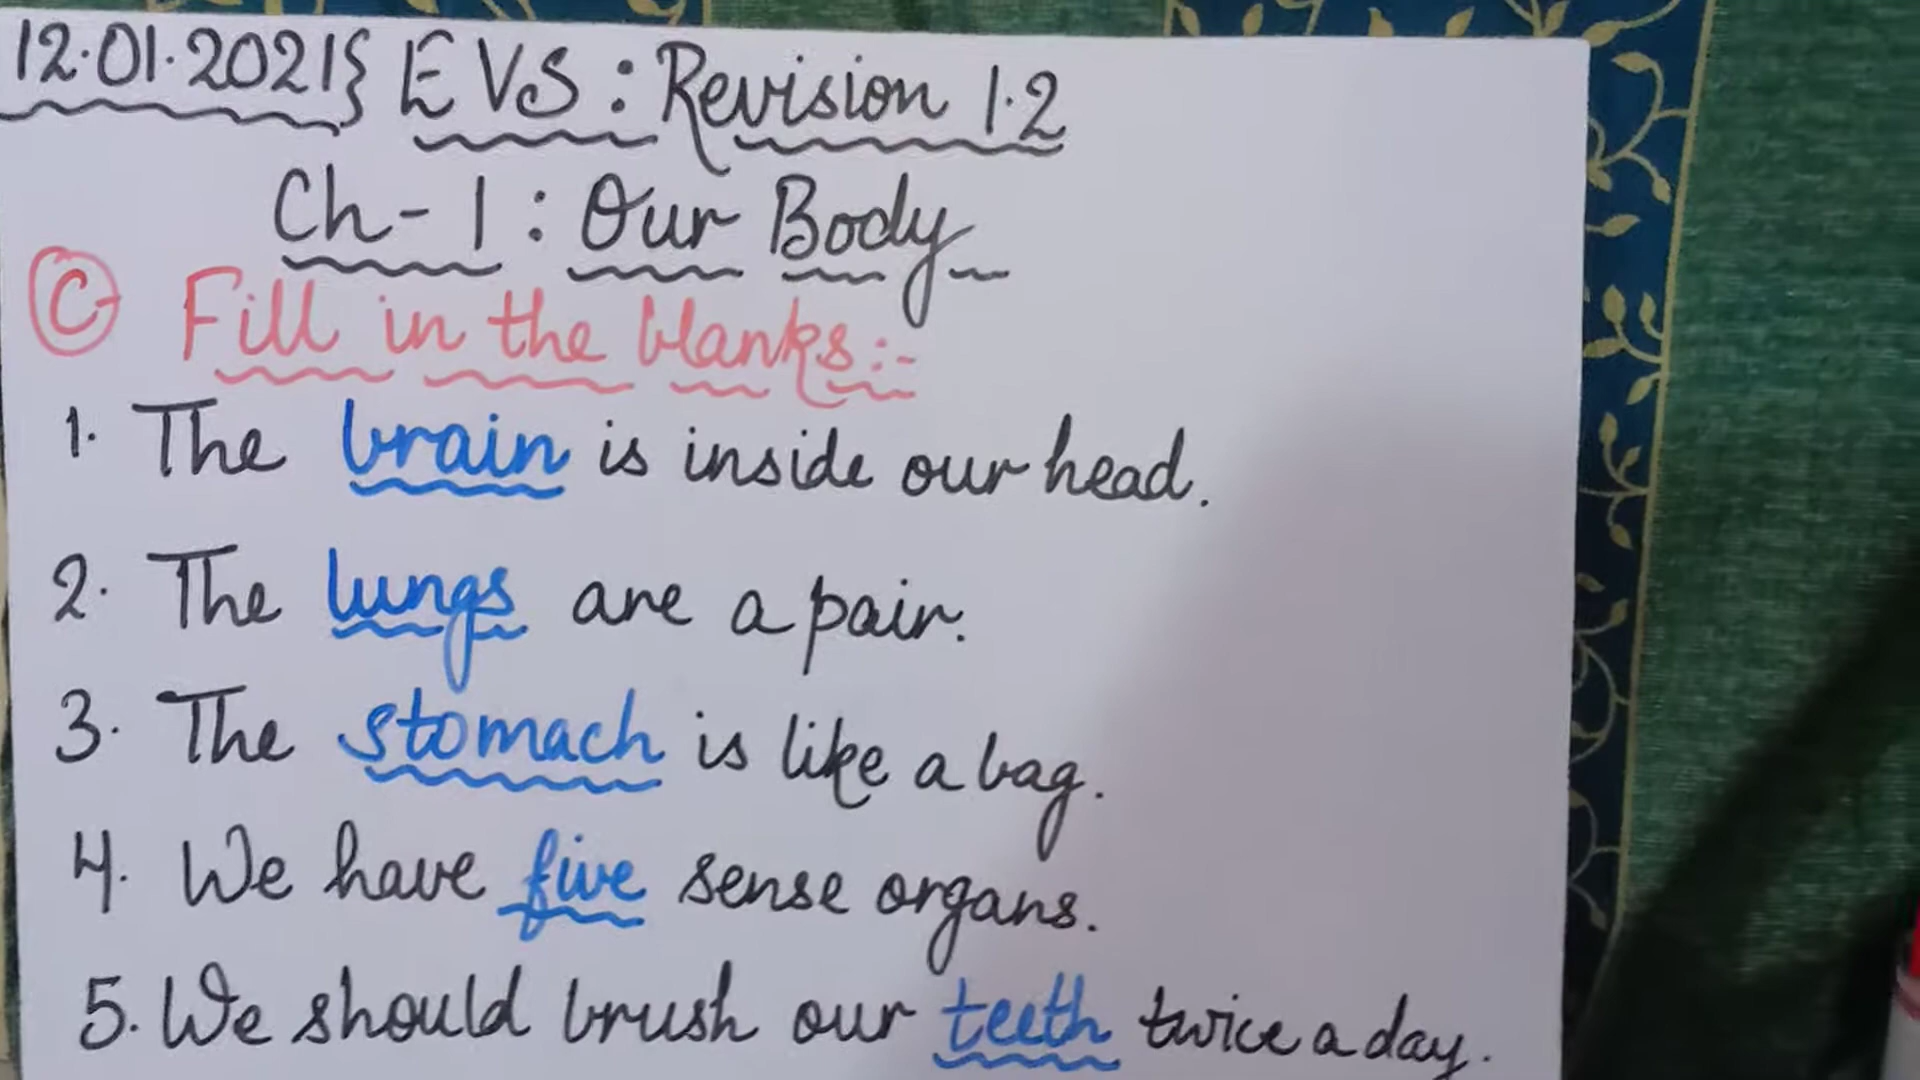 12.01.2021} EVS : Revision 1.2
Ch - 1 : Our Body
C Fill in the blanks:-
1. The brain is inside our head.
2. The lungs are a pair.
3. The stomach is like a bag.
4. We have five sense organs.
5. We should brush our teeth twice a day.